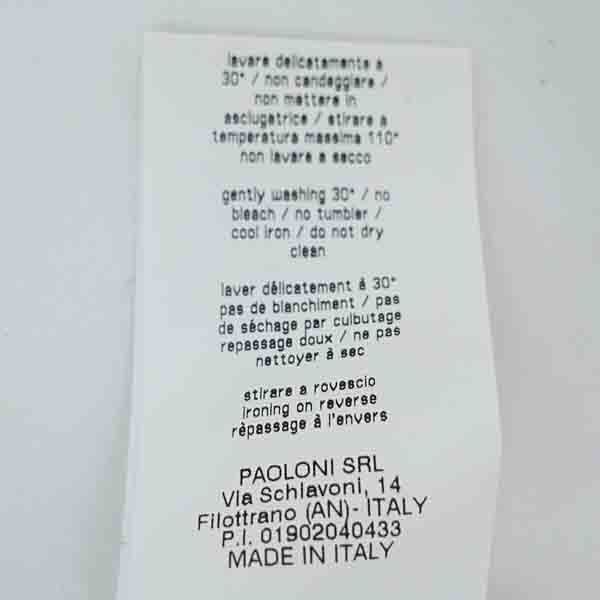 lavare delicatamente a
30° / non candeggiare /
non mettere in
asciugatrice / stirare a
temperatura massima 110°
non lavare a secco
gently washing 30° / no
bleach / no tumbler /
cool iron / do not dry
clean
laver délicatement á 30°
pas de blanchiment / pas
de séchage par culbutage
repassage doux / ne pas
nettoyer à sec
stirare a rovescio
ironing on reverse
rèpassage à l'envers
PAOLONI SRL
Via Schiavoni, 14
Filottrano (AN)- ITALY
P.I. 01902040433
MADE IN ITALY